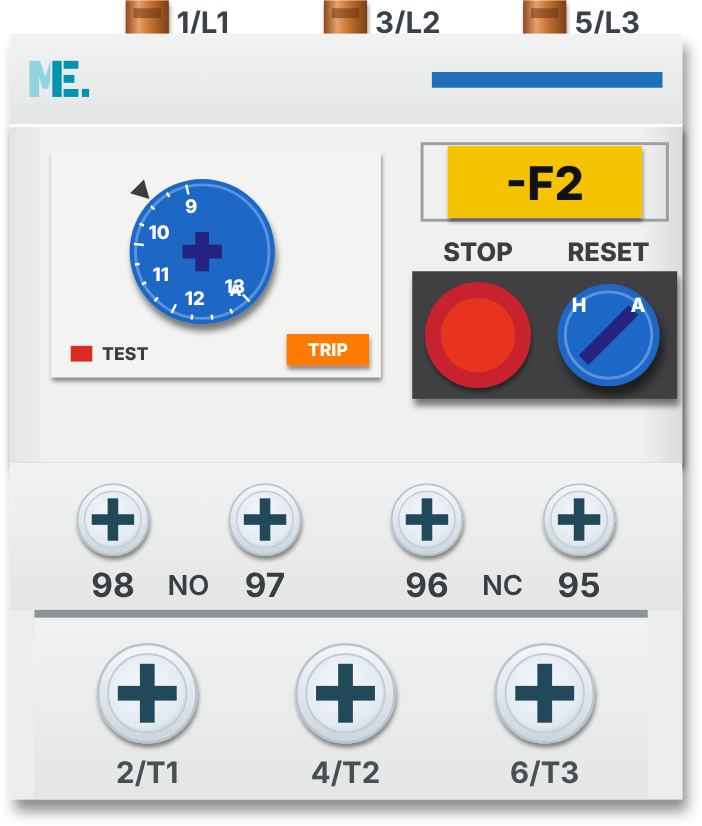 1/L1 3/L2 5/L3
ME.
-F2
STOP RESET
H A
9
10
11
12
13
A
TEST
TRIP
98 NO 97 96 NC 95
2/T1 4/T2 6/T3